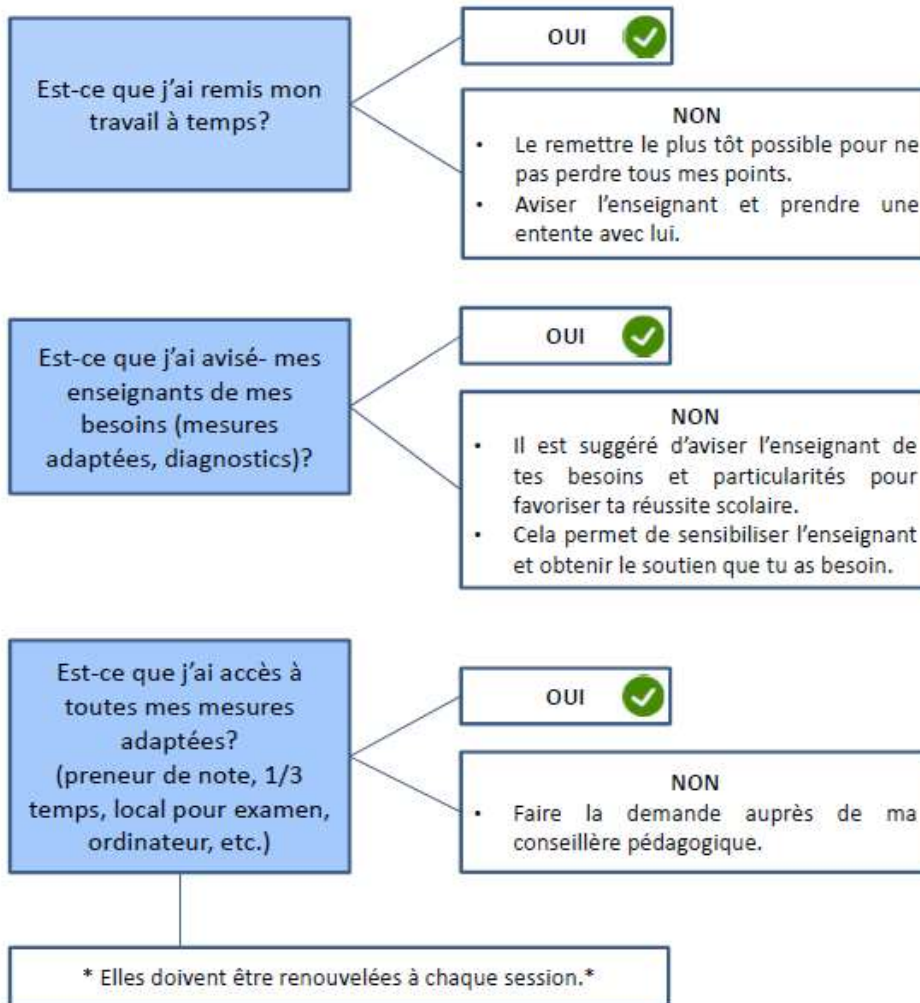 Est-ce que j'ai remis mon
travail à temps?
OUI
NON
• Le remettre le plus tôt possible pour ne
pas perdre tous mes points.
• Aviser l'enseignant et prendre une
entente avec lui.
Est-ce que j'ai avisé- mes
enseignants de mes
besoins (mesures
adaptées, diagnostics)?
OUI
NON
• Il est suggéré d'aviser l'enseignant de
tes besoins et particularités pour
favoriser ta réussite scolaire.
• Cela permet de sensibiliser l'enseignant
et obtenir le soutien que tu as besoin.
Est-ce que j'ai accès à
toutes mes mesures
adaptées?
(preneur de note, 1/3
temps, local pour examen,
ordinateur, etc.)
OUI
NON
• Faire la demande auprès de ma
conseillère pédagogique.
* Elles doivent être renouvelées à chaque session.*